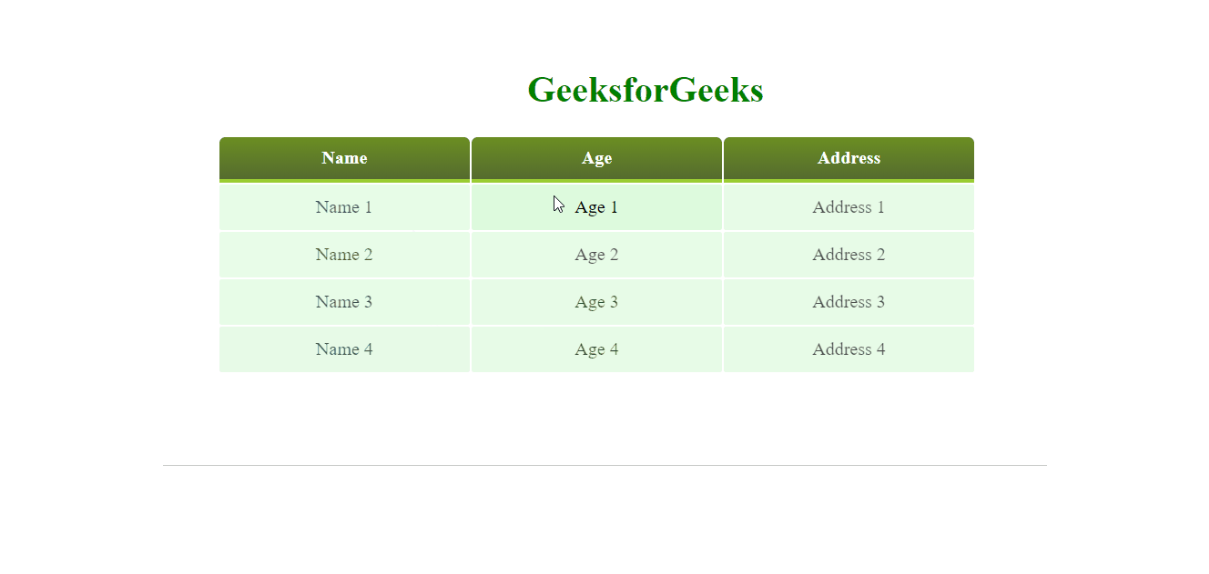 GeeksforGeeks
Name Age Address
Name 1 Age 1 Address 1
Name 2 Age 2 Address 2
Name 3 Age 3 Address 3
Name 4 Age 4 Address 4